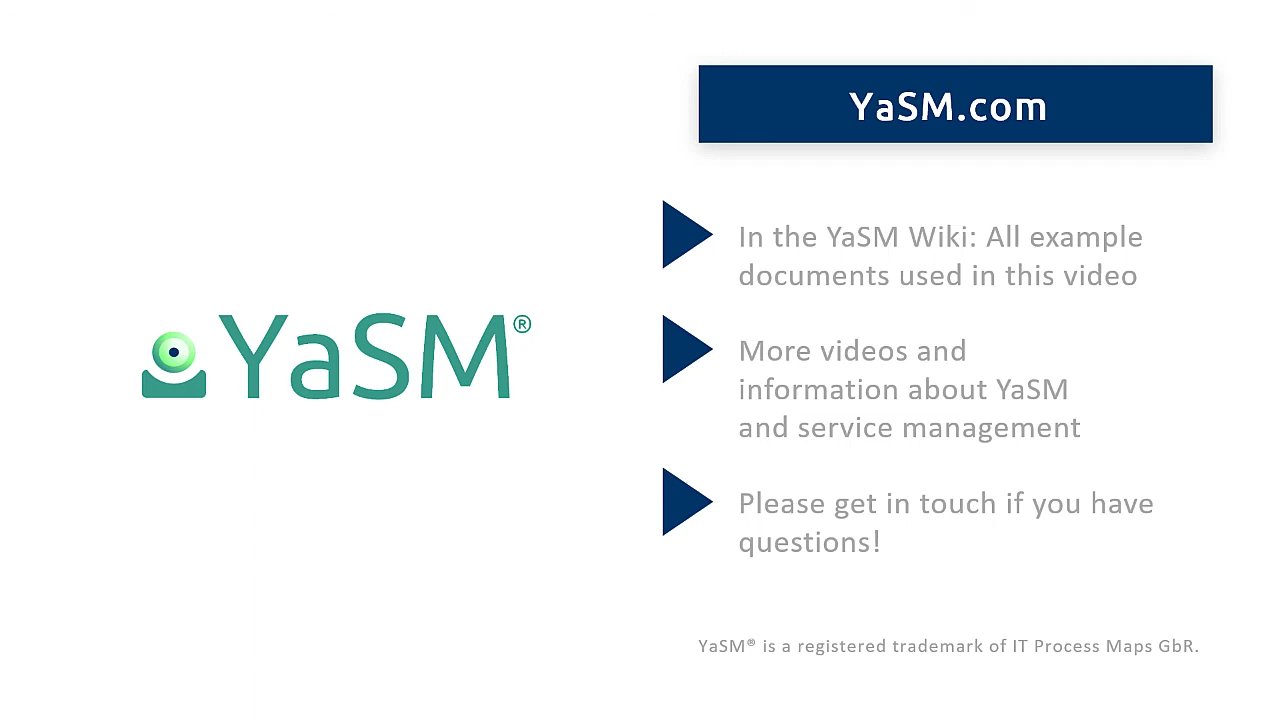 YaSM.com
YaSM®
In the YaSM Wiki: All example
documents used in this video
More videos and
information about YaSM
and service management
Please get in touch if you have
questions!
YaSM® is a registered trademark of IT Process Maps GbR.